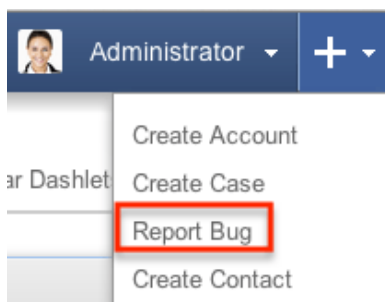 Administrator
Create Account
ar Dashlet
Create Case
Report Bug
Create Contact